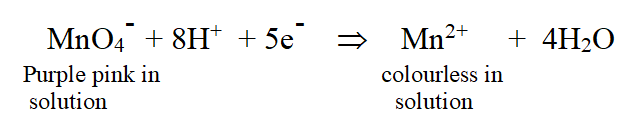 MnO₄⁻ + 8H⁺ + 5e⁻ ⇒ Mn²⁺ + 4H₂O
Purple pink in colourless in
solution solution